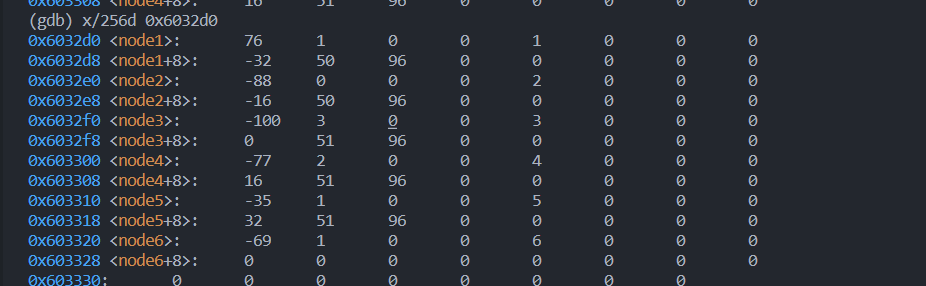 0x603308 <node4+8>: 16 51 96 0 0 0 0 0
(gdb) x/256d 0x6032d0
0x6032d0 <node1>: 76 1 0 0 1 0 0 0
0x6032d8 <node1+8>: -32 50 96 0 0 0 0 0
0x6032e0 <node2>: -88 0 0 0 2 0 0 0
0x6032e8 <node2+8>: -16 50 96 0 0 0 0 0
0x6032f0 <node3>: -100 3 0 0 3 0 0 0
0x6032f8 <node3+8>: 0 51 96 0 0 0 0 0
0x603300 <node4>: -77 2 0 0 4 0 0 0
0x603308 <node4+8>: 16 51 96 0 0 0 0 0
0x603310 <node5>: -35 1 0 0 5 0 0 0
0x603318 <node5+8>: 32 51 96 0 0 0 0 0
0x603320 <node6>: -69 1 0 0 6 0 0 0
0x603328 <node6+8>: 0 0 0 0 0 0 0 0
0x603330: 0 0 0 0 0 0 0 0